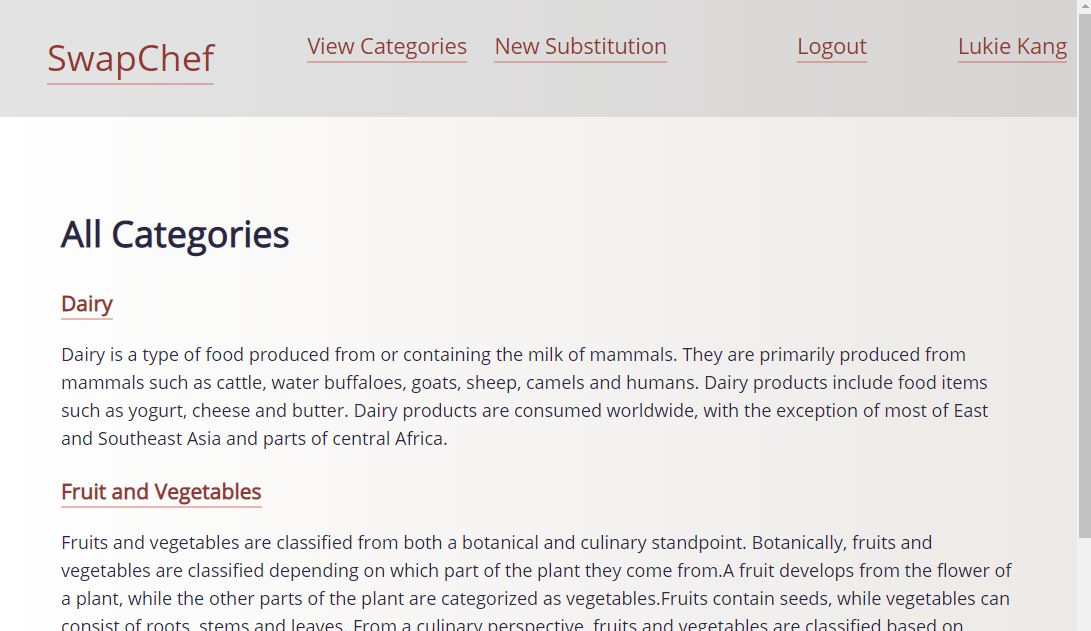 SwapChef View Categories New Substitution Logout Lukie Kang
All Categories
Dairy
Dairy is a type of food produced from or containing the milk of mammals. They are primarily produced from
mammals such as cattle, water buffaloes, goats, sheep, camels and humans. Dairy products include food items
such as yogurt, cheese and butter. Dairy products are consumed worldwide, with the exception of most of East
and Southeast Asia and parts of central Africa.
Fruit and Vegetables
Fruits and vegetables are classified from both a botanical and culinary standpoint. Botanically, fruits and
vegetables are classified depending on which part of the plant they come from.A fruit develops from the flower of
a plant, while the other parts of the plant are categorized as vegetables.Fruits contain seeds, while vegetables can
consist of roots, stems and leaves. From a culinary perspective, fruits and vegetables are classified based on